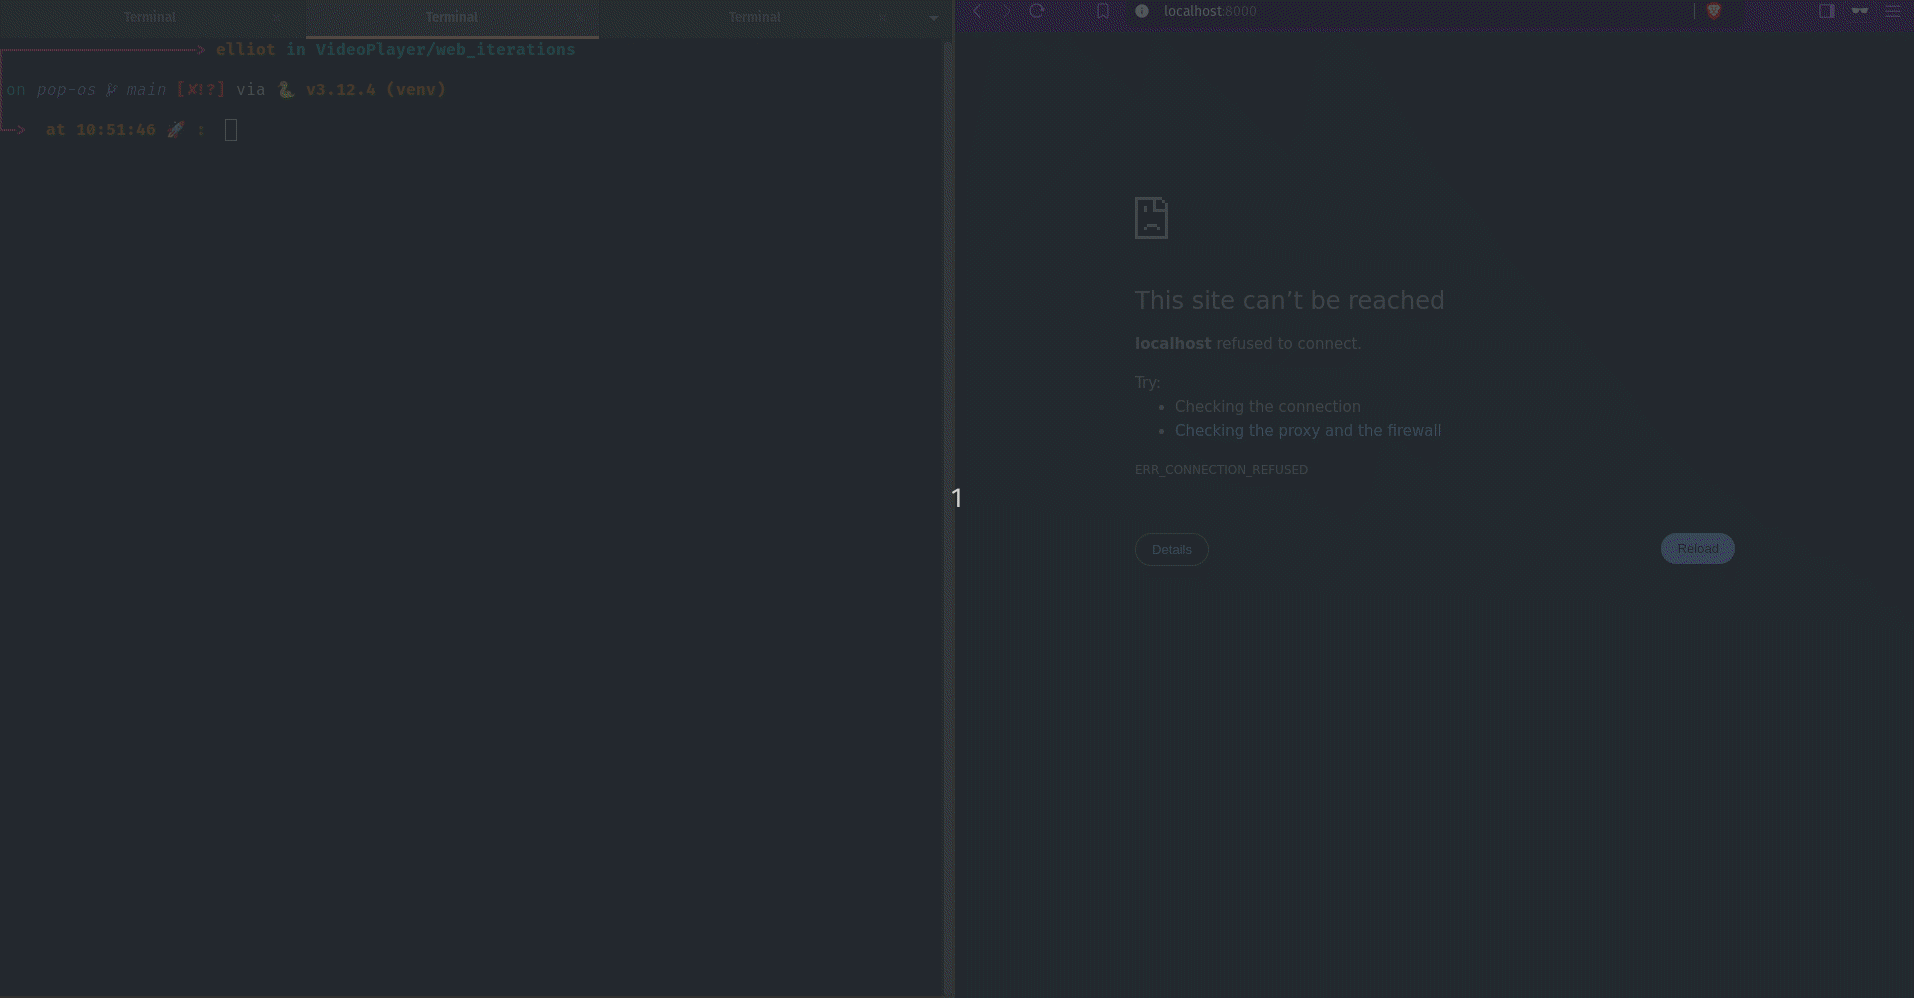 Terminal
Terminal
Terminal
elliot in VideoPlayer/web_iterations
on pop-os main [✘!?] via 🐍 v3.12.4 (venv)
at 10:51:46 🚀 :
localhost:8000
This site can’t be reached
localhost refused to connect.
Try:
• Checking the connection
• Checking the proxy and the firewall
ERR_CONNECTION_REFUSED
1
Details
Reload